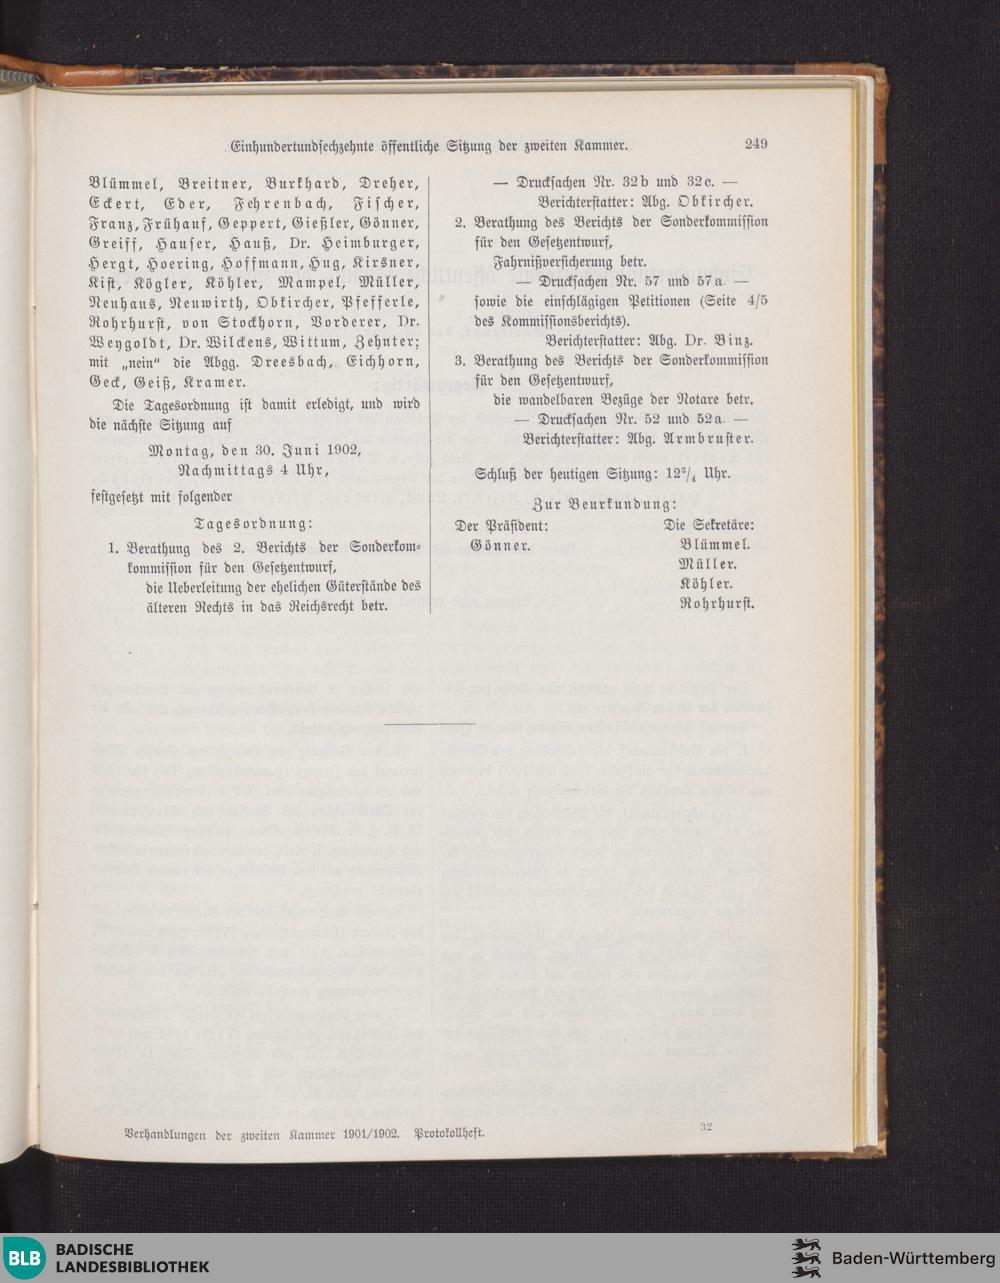 Einhundertundsechzehnte öffentliche Sitzung der zweiten Kammer.
249
Blümmel, Breitner, Burkhard, Dreher,
Eckert, Eder, Fehrenbach, Fischer,
Franz, Frühauf, Geppert, Gießler, Gönner,
Greiff, Hauser, Hauß, Dr. Heimburger,
Hergt, Hoering, Hoffmann, Hug, Kirsner,
Kist, Kögler, Köhler, Mampel, Müller,
Neuhaus, Neuwirth, Obkircher, Pfefferle,
Rohrhurst, von Stockhorn, Vorderer, Dr.
Weygoldt, Dr. Wilckens, Wittum, Zehnter;
mit „nein“ die Abgg. Dreesbach, Eichhorn,
Geck, Geiß, Kramer.
Die Tagesordnung ist damit erledigt, und wird
die nächste Sitzung auf
Montag, den 30. Juni 1902,
Nachmittags 4 Uhr,
festgesetzt mit folgender
Tagesordnung:
1. Berathung des 2. Berichts der Sonderkom-
kommission für den Gesetzentwurf,
die Ueberleitung der ehelichen Güterstände des
älteren Rechts in das Reichsrecht betr.
— Drucksachen Nr. 32b und 32c. —
Berichterstatter: Abg. Obkircher.
2. Berathung des Berichts der Sonderkommission
für den Gesetzentwurf,
Fahrnißversicherung betr.
— Drucksachen Nr. 57 und 57a. —
sowie die einschlägigen Petitionen (Seite 4/5
des Kommissionsberichts).
Berichterstatter: Abg. Dr. Binz.
3. Berathung des Berichts der Sonderkommission
für den Gesetzentwurf,
die wandelbaren Bezüge der Notare betr.
— Drucksachen Nr. 52 und 52a. —
Berichterstatter: Abg. Armbruster.
Schluß der heutigen Sitzung: 12³/₄ Uhr.
Zur Beurkundung:
Der Präsident: Die Sekretäre:
Gönner. Blümmel.
Müller.
Köhler.
Rohrhurst.
Verhandlungen der zweiten Kammer 1901/1902. Protokollheft.
32
BLB BADISCHE
LANDESBIBLIOTHEK
Baden-Württemberg